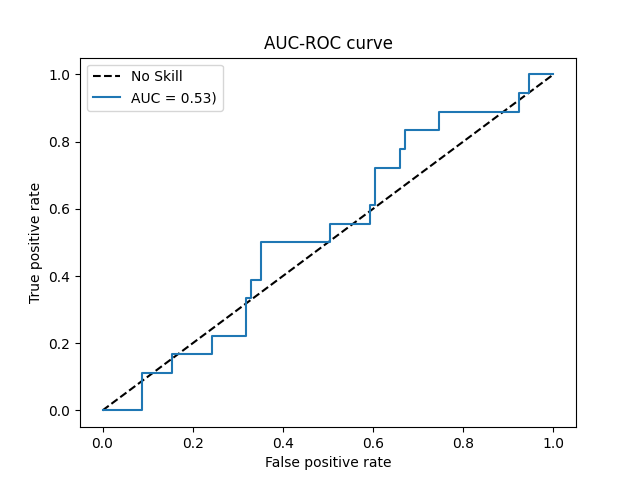 AUC-ROC curve
No Skill
AUC = 0.53)
True positive rate
1.0
0.8
0.6
0.4
0.2
0.0
0.0 0.2 0.4 0.6 0.8 1.0
False positive rate